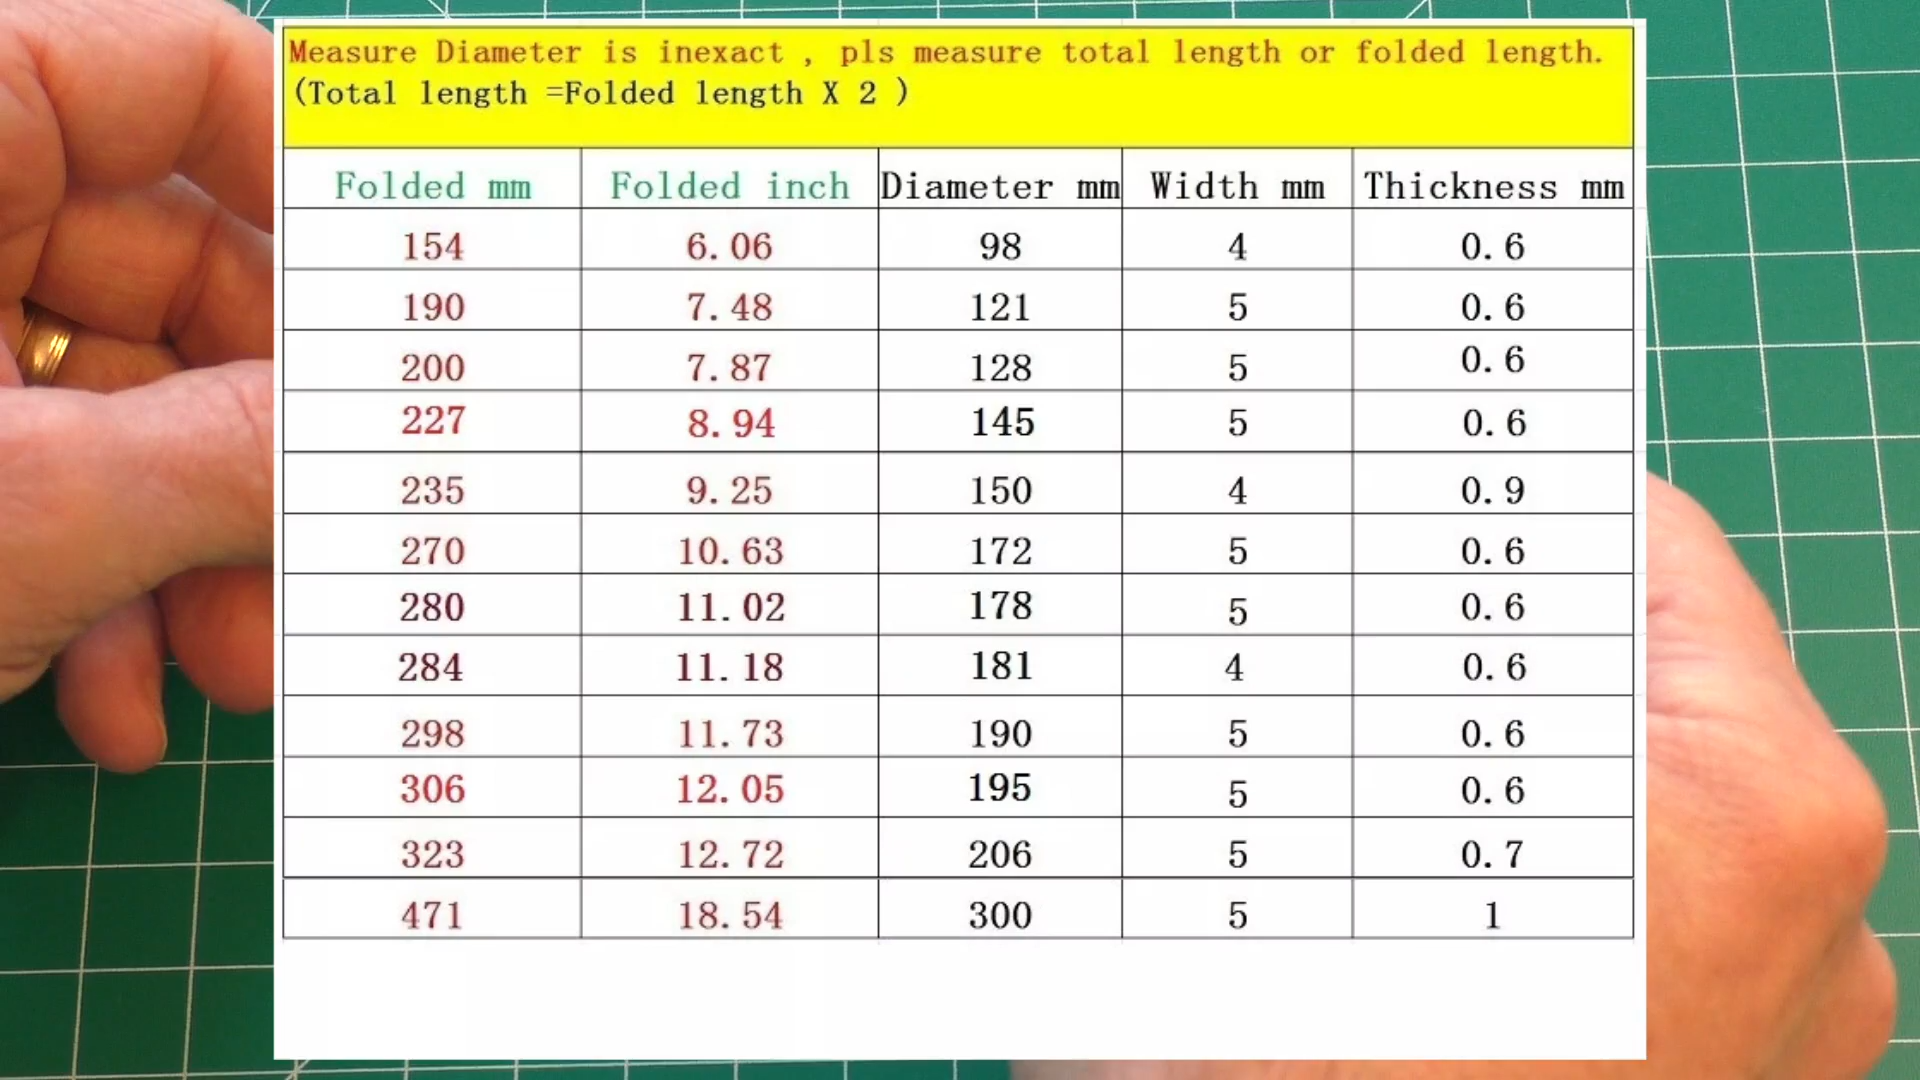 Measure Diameter is inexact , pls measure total length or folded length.
(Total length =Folded length X 2 )
Folded mm Folded inch Diameter mm Width mm Thickness mm
154 6.06 98 4 0.6
190 7.48 121 5 0.6
200 7.87 128 5 0.6
227 8.94 145 5 0.6
235 9.25 150 4 0.9
270 10.63 172 5 0.6
280 11.02 178 5 0.6
284 11.18 181 4 0.6
298 11.73 190 5 0.6
306 12.05 195 5 0.6
323 12.72 206 5 0.7
471 18.54 300 5 1